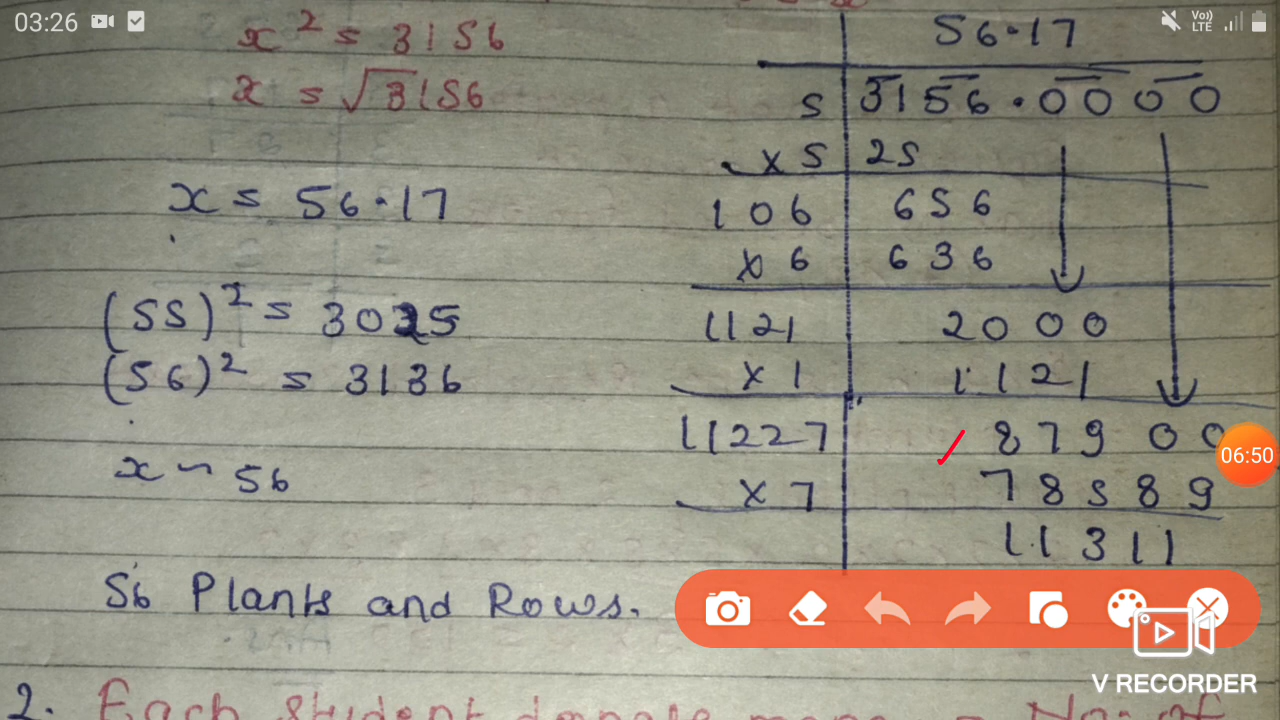 03:26
Vo)) LTE
x² = 3156
x = √3156
x = 56.17
(55)² = 3025
(56)² = 3136
x ~ 56
56 Plants and Rows.
56.17
5 3156.0000
x 5 25
106 656
x 6 636
1121 2000
x 1 1121
11227 87900
x 7 78589
11311
06:50
V RECORDER
2. Each student